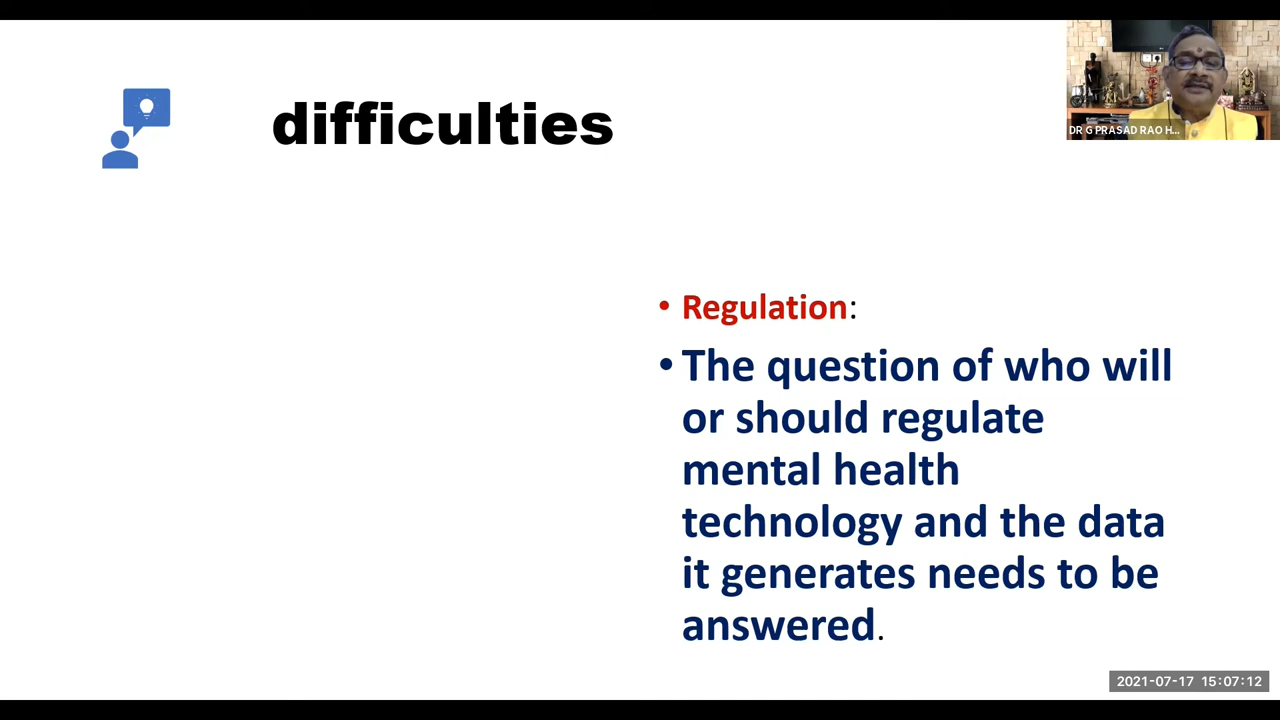 difficulties
DR G PRASAD RAO H...
• Regulation:
• The question of who will
or should regulate
mental health
technology and the data
it generates needs to be
answered.
2021-07-17 15:07:12